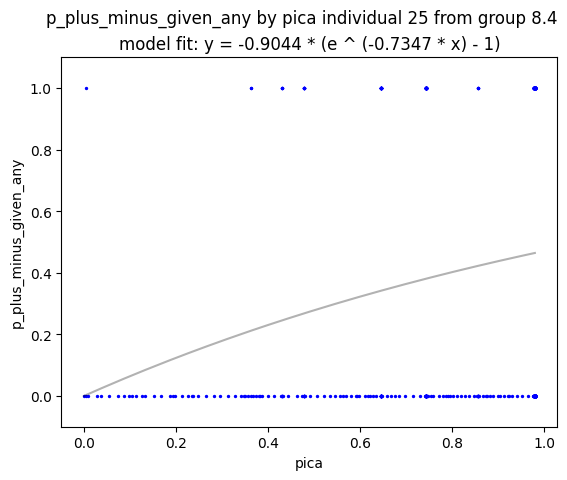 p_plus_minus_given_any by pica individual 25 from group 8.4
model fit: y = -0.9044 * (e ^ (-0.7347 * x) - 1)
1.0
0.8
0.6
0.4
0.2
0.0
p_plus_minus_given_any
0.0 0.2 0.4 0.6 0.8 1.0
pica